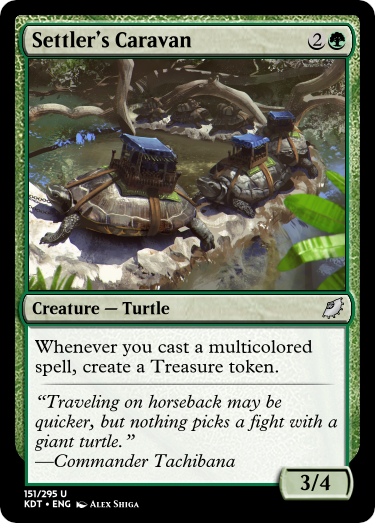 Settler's Caravan 2
Creature — Turtle
Whenever you cast a multicolored
spell, create a Treasure token.
“Traveling on horseback may be
quicker, but nothing picks a fight with a
giant turtle.”
—Commander Tachibana
3/4
151/295 U
KDT • ENG Alex Shiga